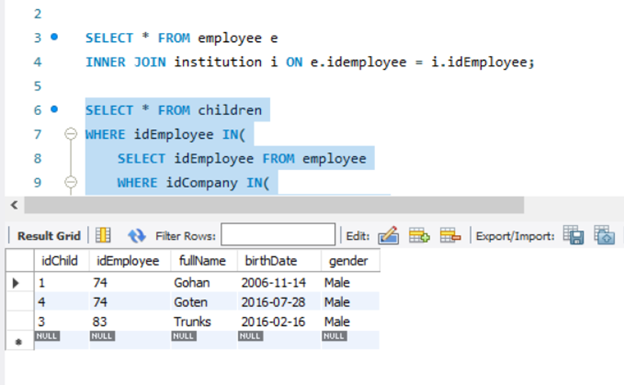 2
3 SELECT * FROM employee e
4 INNER JOIN institution i ON e.idemployee = i.idEmployee;
5
6 SELECT * FROM children
7 WHERE idEmployee IN(
8 SELECT idEmployee FROM employee
9 WHERE idCompany IN(
Result Grid Filter Rows: Edit: Export/Import:
idChild idEmployee fullName birthDate gender
1 74 Gohan 2006-11-14 Male
4 74 Goten 2016-07-28 Male
3 83 Trunks 2016-02-16 Male
NULL NULL NULL NULL NULL